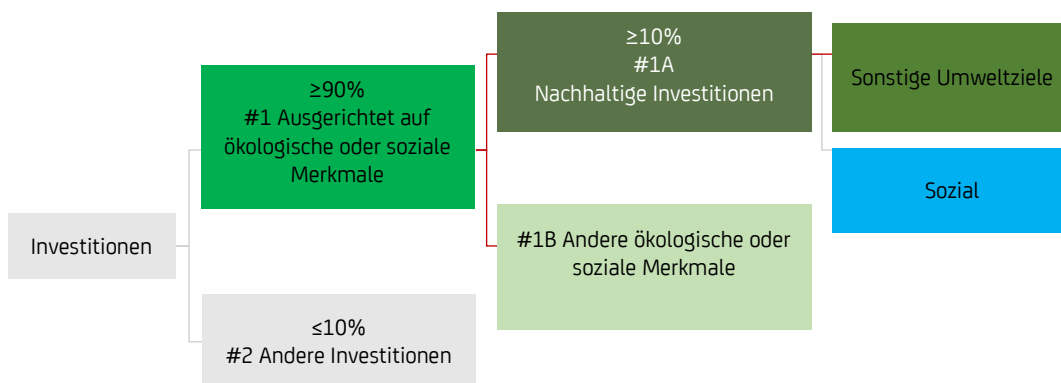 Investitionen
≥90%
#1 Ausgerichtet auf
ökologische oder soziale
Merkmale
≤10%
#2 Andere Investitionen
≥10%
#1A
Nachhaltige Investitionen
#1B Andere ökologische oder
soziale Merkmale
Sonstige Umweltziele
Sozial